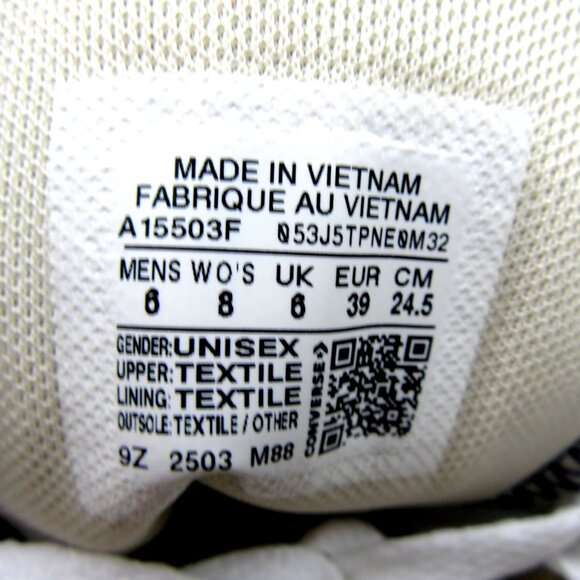 MADE IN VIETNAM
FABRIQUE AU VIETNAM
A15503F 053J5TPNE0M32
MENS WO'S UK EUR CM
6 8 6 39 24.5
GENDER: UNISEX
UPPER: TEXTILE
LINING: TEXTILE
OUTSOLE: TEXTILE / OTHER
CONVERSE
9Z 2503 M88